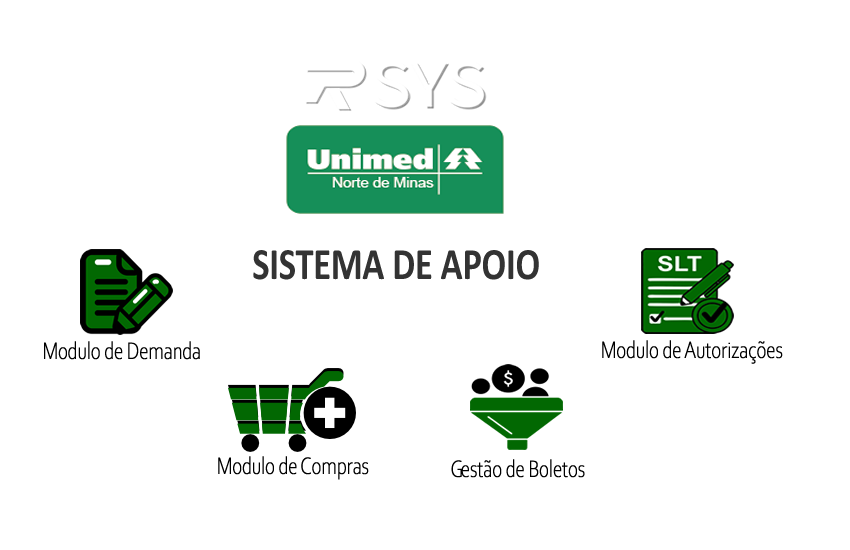 RSYS
Unimed
Norte de Minas
SISTEMA DE APOIO
SLT
Modulo de Demanda
Modulo de Autorizações
$
Modulo de Compras
Gestão de Boletos